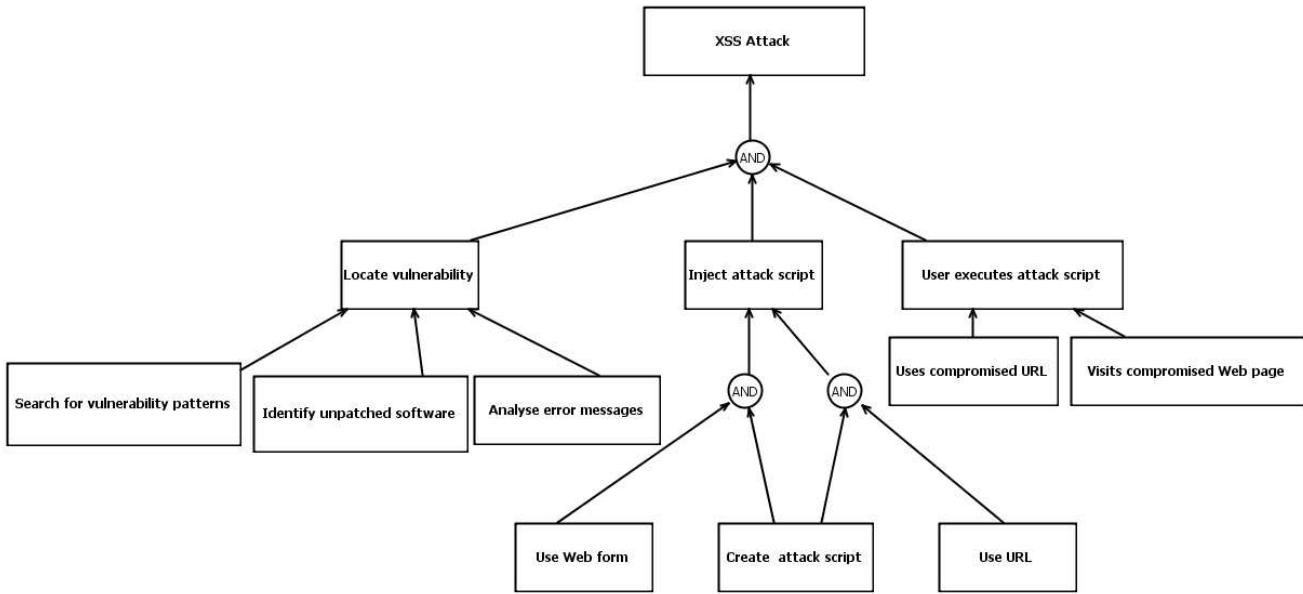 XSS Attack
AND
Locate vulnerability
Inject attack script
User executes attack script
Search for vulnerability patterns
Identify unpatched software
Analyse error messages
AND
AND
Uses compromised URL
Visits compromised Web page
Use Web form
Create attack script
Use URL